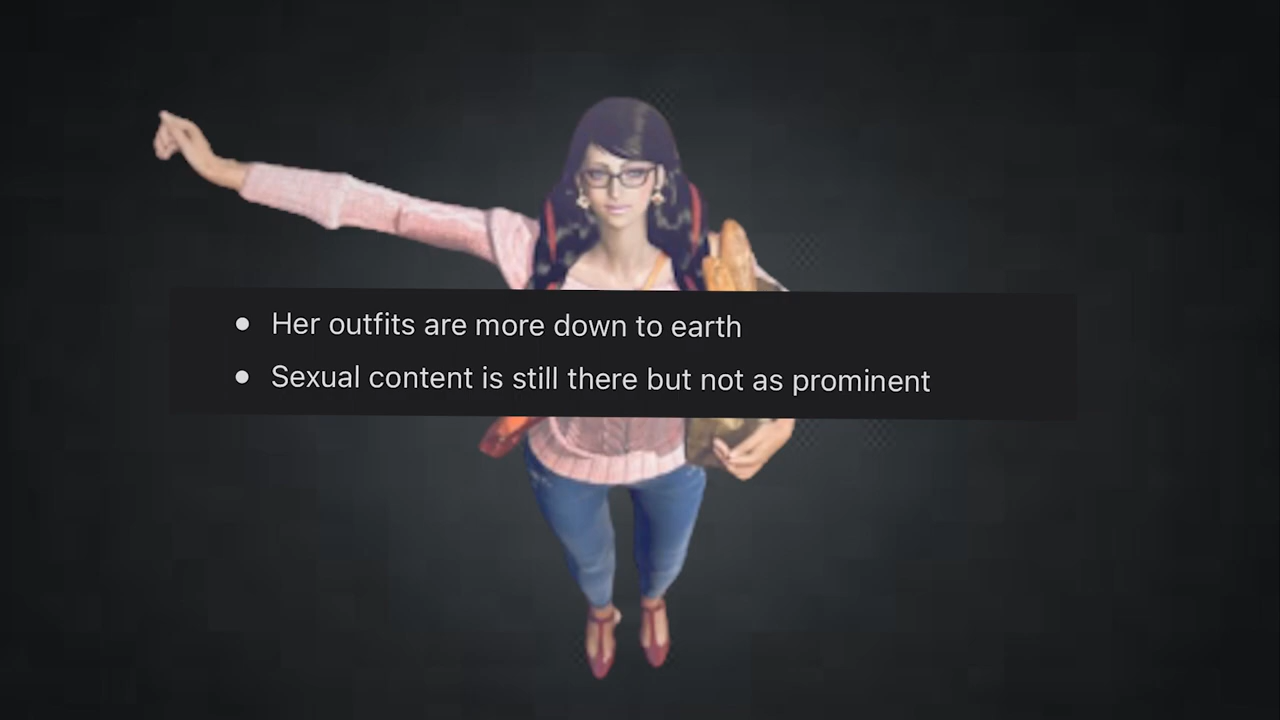 • Her outfits are more down to earth
• Sexual content is still there but not as prominent